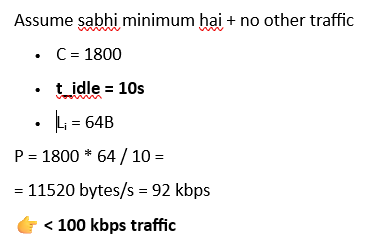 Assume sabhi minimum hai + no other traffic
• C = 1800
• t_idle = 10s
• Lᵢ = 64B
P = 1800 * 64 / 10 =
= 11520 bytes/s = 92 kbps
👉 < 100 kbps traffic